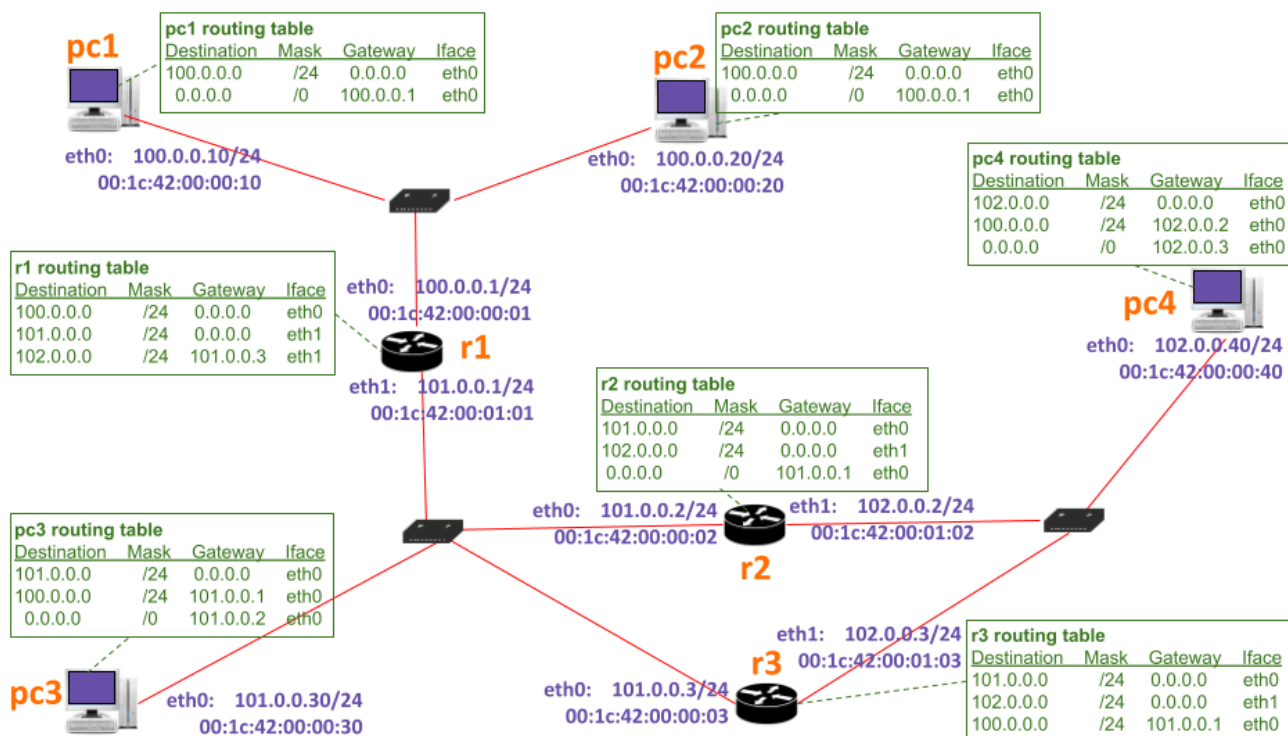 pc1
pc1 routing table
Destination Mask Gateway Iface
100.0.0.0 /24 0.0.0.0 eth0
0.0.0.0 /0 100.0.0.1 eth0
eth0: 100.0.0.10/24
00:1c:42:00:00:10
pc2
pc2 routing table
Destination Mask Gateway Iface
100.0.0.0 /24 0.0.0.0 eth0
0.0.0.0 /0 100.0.0.1 eth0
eth0: 100.0.0.20/24
00:1c:42:00:00:20
pc4 routing table
Destination Mask Gateway Iface
102.0.0.0 /24 0.0.0.0 eth0
100.0.0.0 /24 102.0.0.2 eth0
0.0.0.0 /0 102.0.0.3 eth0
pc4
eth0: 102.0.0.40/24
00:1c:42:00:00:40
r1 routing table
Destination Mask Gateway Iface
100.0.0.0 /24 0.0.0.0 eth0
101.0.0.0 /24 0.0.0.0 eth1
102.0.0.0 /24 101.0.0.3 eth1
eth0: 100.0.0.1/24
00:1c:42:00:00:01
r1
eth1: 101.0.0.1/24
00:1c:42:00:01:01
r2 routing table
Destination Mask Gateway Iface
101.0.0.0 /24 0.0.0.0 eth0
102.0.0.0 /24 0.0.0.0 eth1
0.0.0.0 /0 101.0.0.1 eth0
eth0: 101.0.0.2/24
00:1c:42:00:00:02
eth1: 102.0.0.2/24
00:1c:42:00:01:02
r2
pc3 routing table
Destination Mask Gateway Iface
101.0.0.0 /24 0.0.0.0 eth0
100.0.0.0 /24 101.0.0.1 eth0
0.0.0.0 /0 101.0.0.2 eth0
pc3
eth0: 101.0.0.30/24
00:1c:42:00:00:30
eth1: 102.0.0.3/24
00:1c:42:00:01:03
r3
eth0: 101.0.0.3/24
00:1c:42:00:00:03
r3 routing table
Destination Mask Gateway Iface
101.0.0.0 /24 0.0.0.0 eth0
102.0.0.0 /24 0.0.0.0 eth1
100.0.0.0 /24 101.0.0.1 eth0